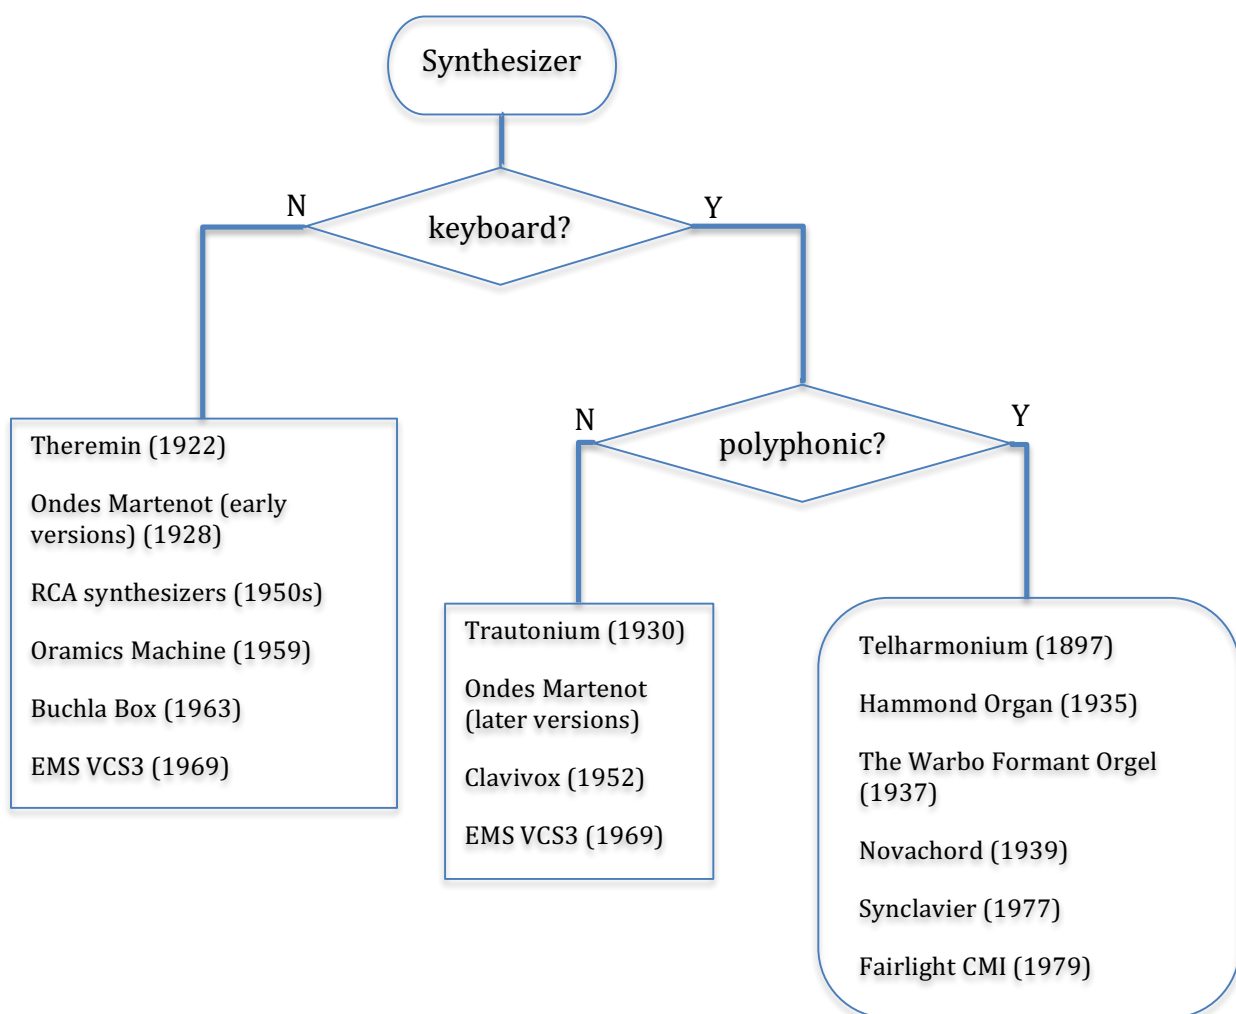 Synthesizer
N
keyboard?
Y
Theremin (1922)
Ondes Martenot (early
versions) (1928)
RCA synthesizers (1950s)
Oramics Machine (1959)
Buchla Box (1963)
EMS VCS3 (1969)
N
polyphonic?
Y
Trautonium (1930)
Ondes Martenot
(later versions)
Clavivox (1952)
EMS VCS3 (1969)
Telharmonium (1897)
Hammond Organ (1935)
The Warbo Formant Orgel
(1937)
Novachord (1939)
Synclavier (1977)
Fairlight CMI (1979)